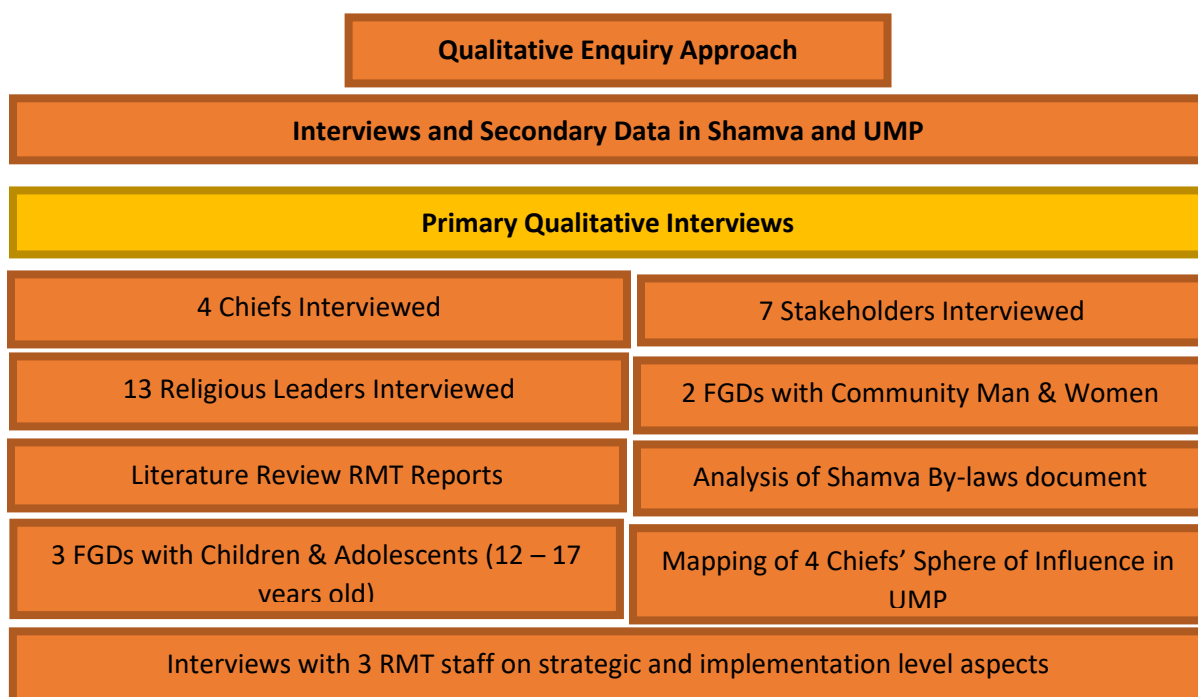 Qualitative Enquiry Approach
Interviews and Secondary Data in Shamva and UMP
Primary Qualitative Interviews
4 Chiefs Interviewed
7 Stakeholders Interviewed
13 Religious Leaders Interviewed
2 FGDs with Community Man & Women
Literature Review RMT Reports
Analysis of Shamva By-laws document
3 FGDs with Children & Adolescents (12 – 17
years old)
Mapping of 4 Chiefs’ Sphere of Influence in
UMP
Interviews with 3 RMT staff on strategic and implementation level aspects